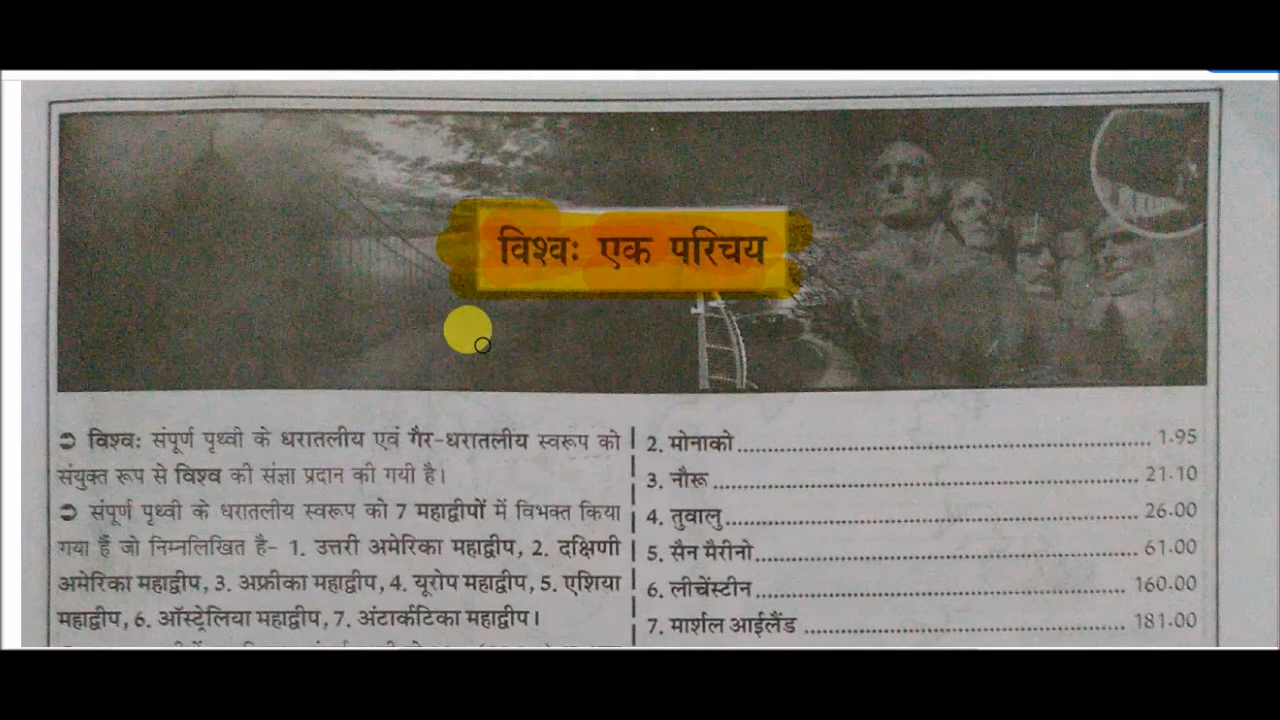 विश्वः एक परिचय
➲ विश्व: संपूर्ण पृथ्वी के धरातलीय एवं गैर-धरातलीय स्वरूप को
संयुक्त रूप से विश्व की संज्ञा प्रदान की गयी है।
➲ संपूर्ण पृथ्वी के धरातलीय स्वरूप को 7 महाद्वीपों में विभक्त किया
गया हैं जो निम्नलिखित है- 1. उत्तरी अमेरिका महाद्वीप, 2. दक्षिणी
अमेरिका महाद्वीप, 3. अफ्रीका महाद्वीप, 4. यूरोप महाद्वीप, 5. एशिया
महाद्वीप, 6. ऑस्ट्रेलिया महाद्वीप, 7. अंटार्कटिका महाद्वीप।
2. मोनाको ........ 1.95
3. नौरू ........ 21.10
4. तुवालु ........ 26.00
5. सैन मैरीनो ........ 61.00
6. लीचेंस्टीन ........ 160.00
7. मार्शल आईलैंड ........ 181.00